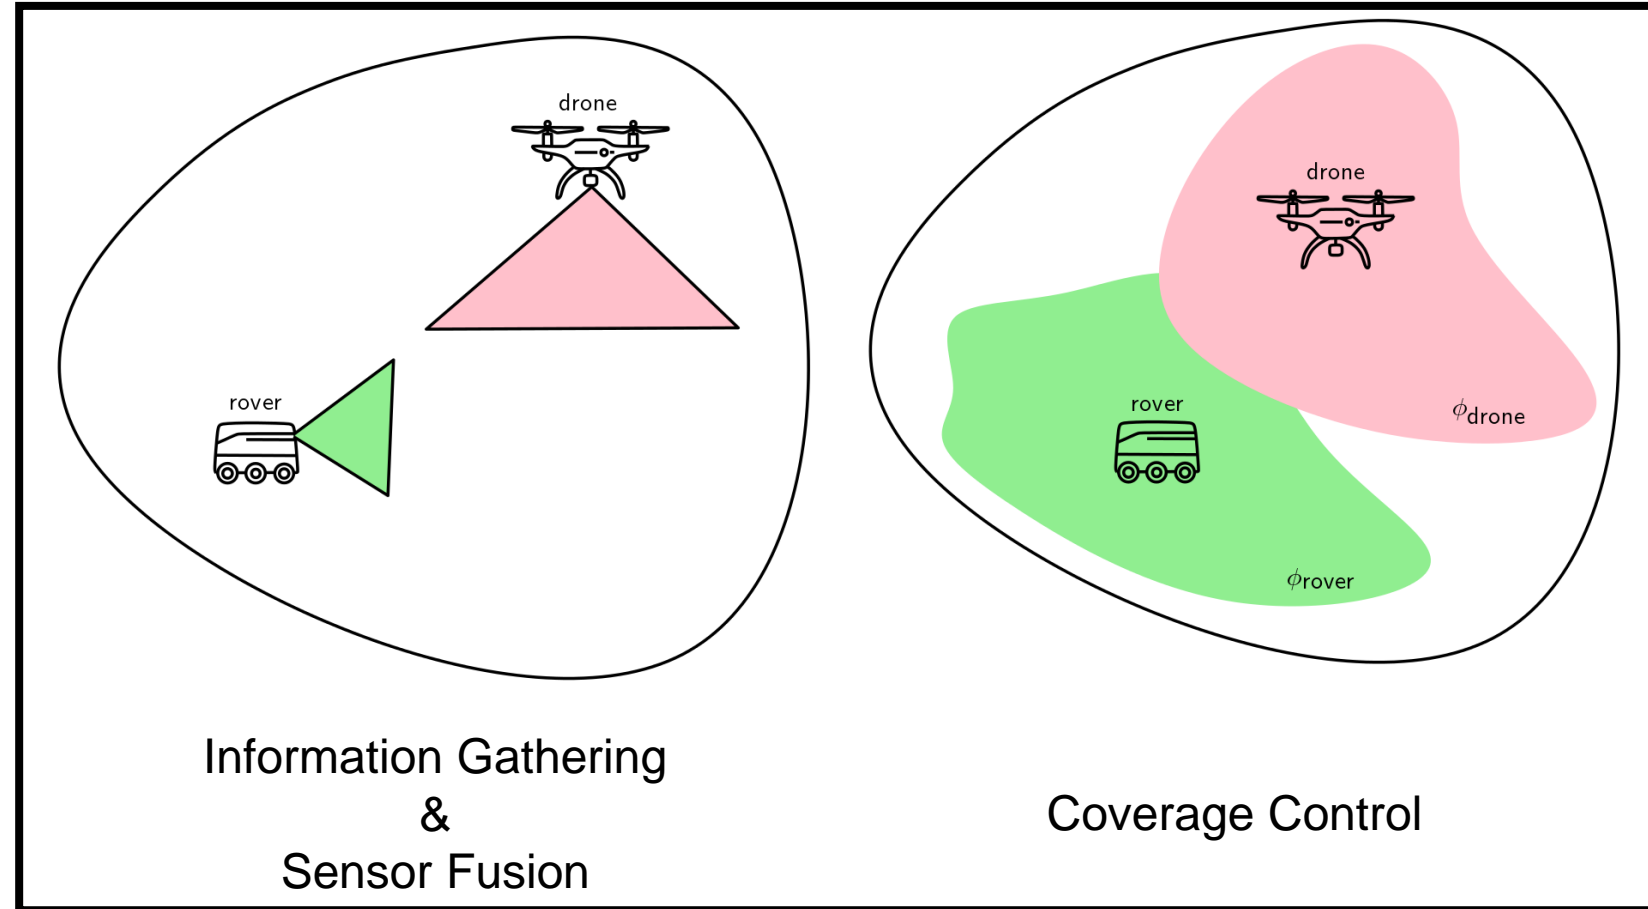 drone
rover
Information Gathering
&
Sensor Fusion
drone
rover
ϕdrone
ϕrover
Coverage Control